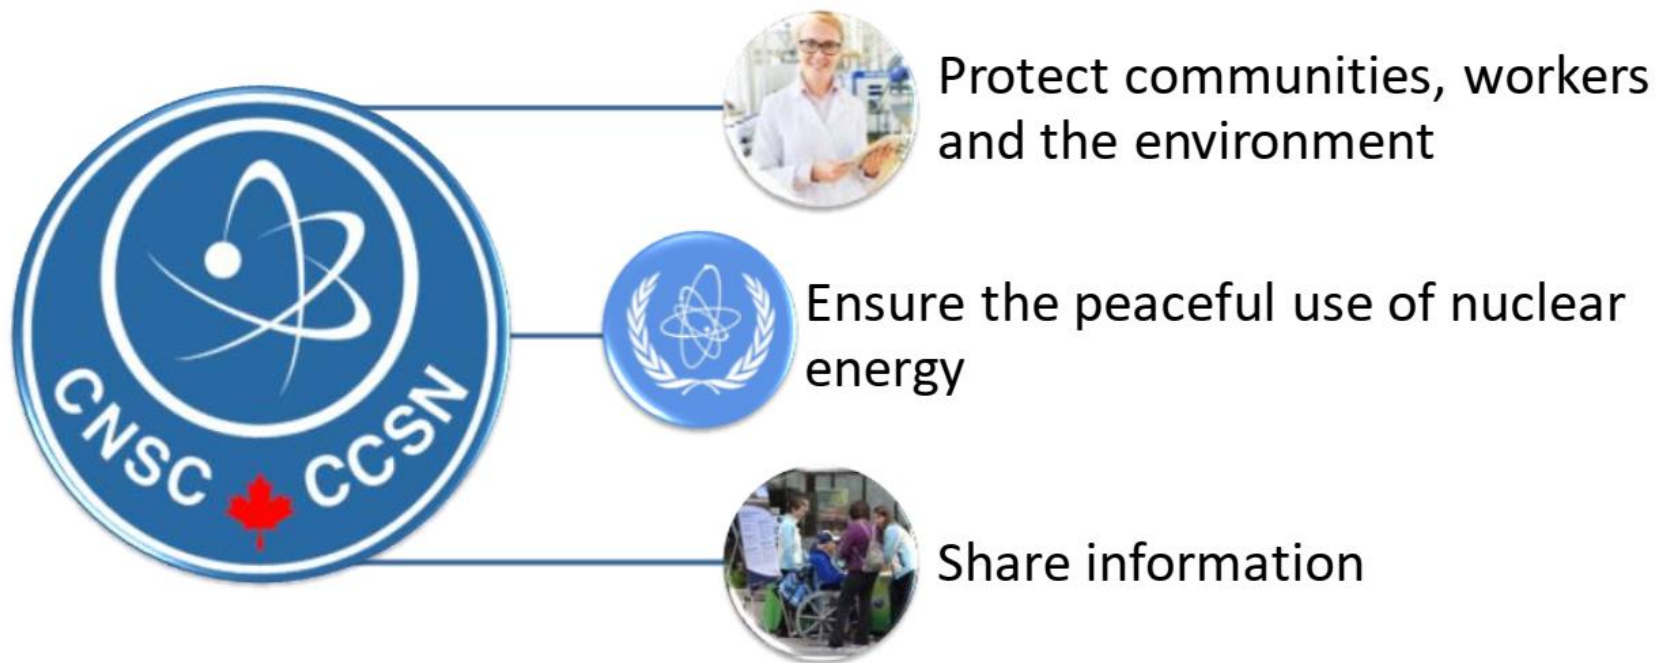 CNSC CCSN
Protect communities, workers
and the environment
Ensure the peaceful use of nuclear
energy
Share information